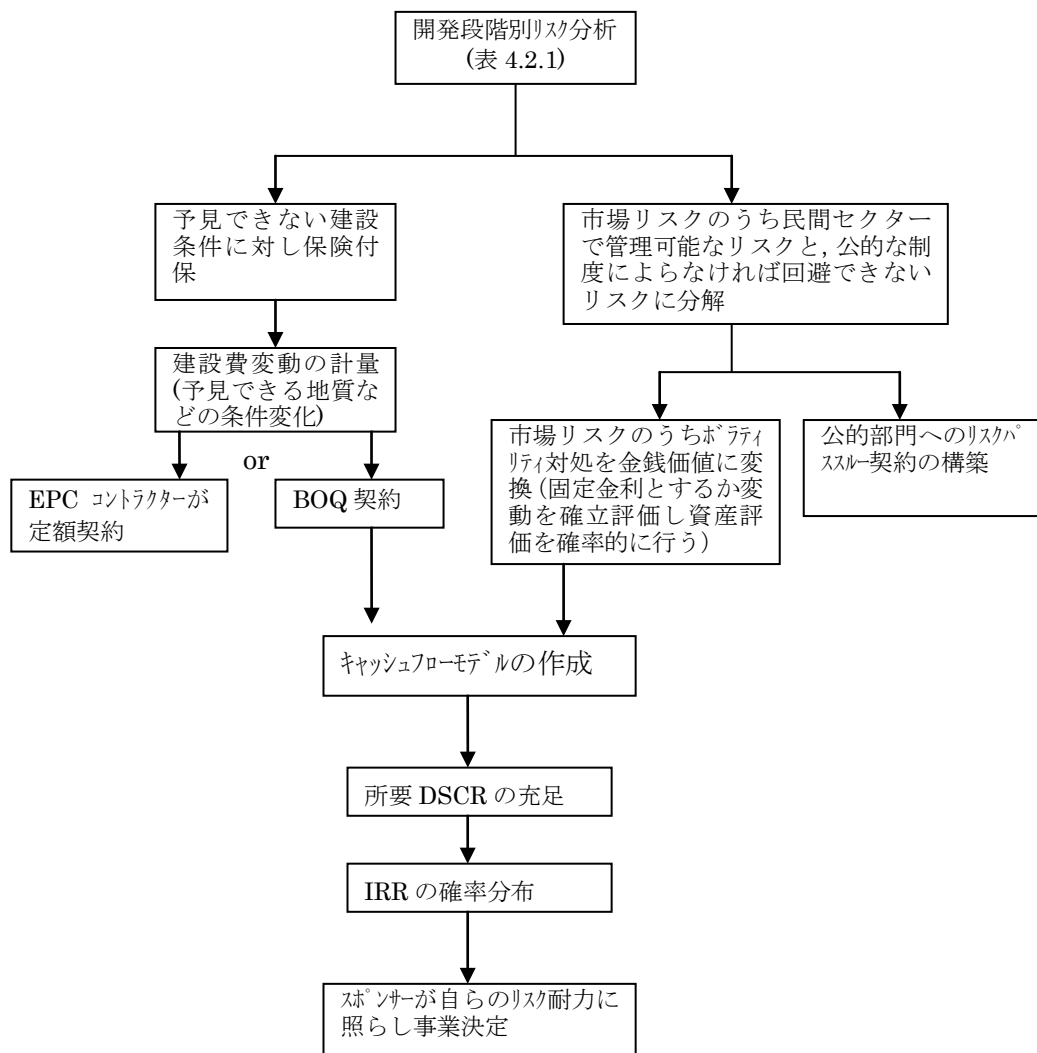 開発段階別ﾘｽｸ分析
(表 4.2.1)
予見できない建設
条件に対し保険付
保
市場リスクのうち民間セクター
で管理可能なリスクと, 公的な制
度によらなければ回避できない
リスクに分解
建設費変動の計量
(予見できる地質な
どの条件変化)
or
EPC ｺﾝﾄﾗｸﾀｰが
定額契約
BOQ 契約
市場リスクのうちﾎﾞﾗﾃｨ
ﾘﾃｨ対処を金銭価値に変
換（固定金利とするか変
動を確立評価し資産評
価を確率的に行う）
公的部門へのﾘｽｸﾊﾟ
ｽｽﾙｰ契約の構築
ｷｬｯｼｭﾌﾛｰﾓﾃﾞﾙの作成
所要 DSCR の充足
IRR の確率分布
ｽﾎﾟﾝｻｰが自らのﾘｽｸ耐力に
照らし事業決定